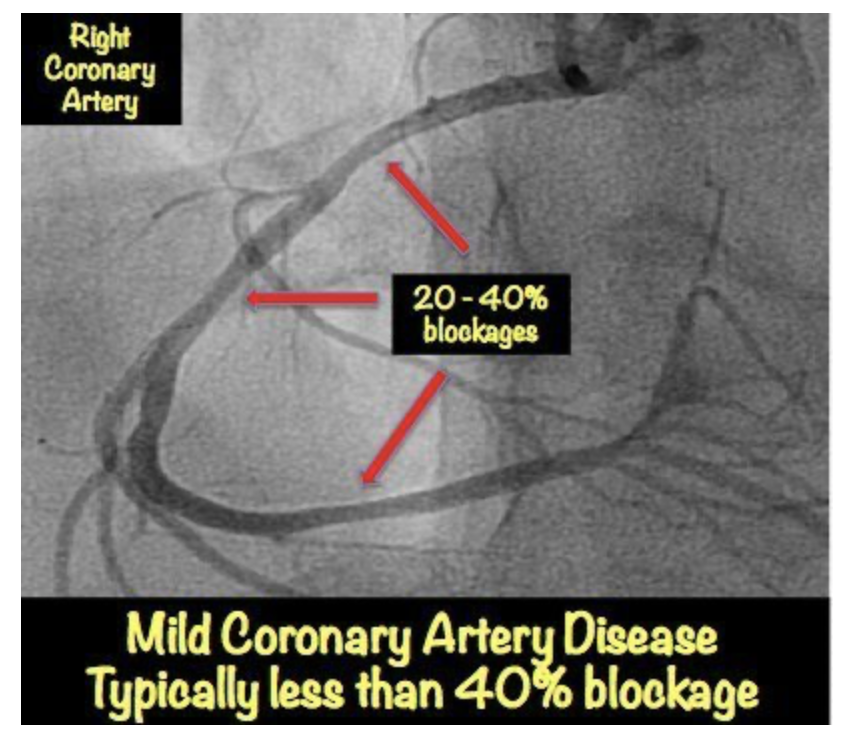 Right
Coronary
Artery
20 - 40%
blockages
Mild Coronary Artery Disease
Typically less than 40% blockage